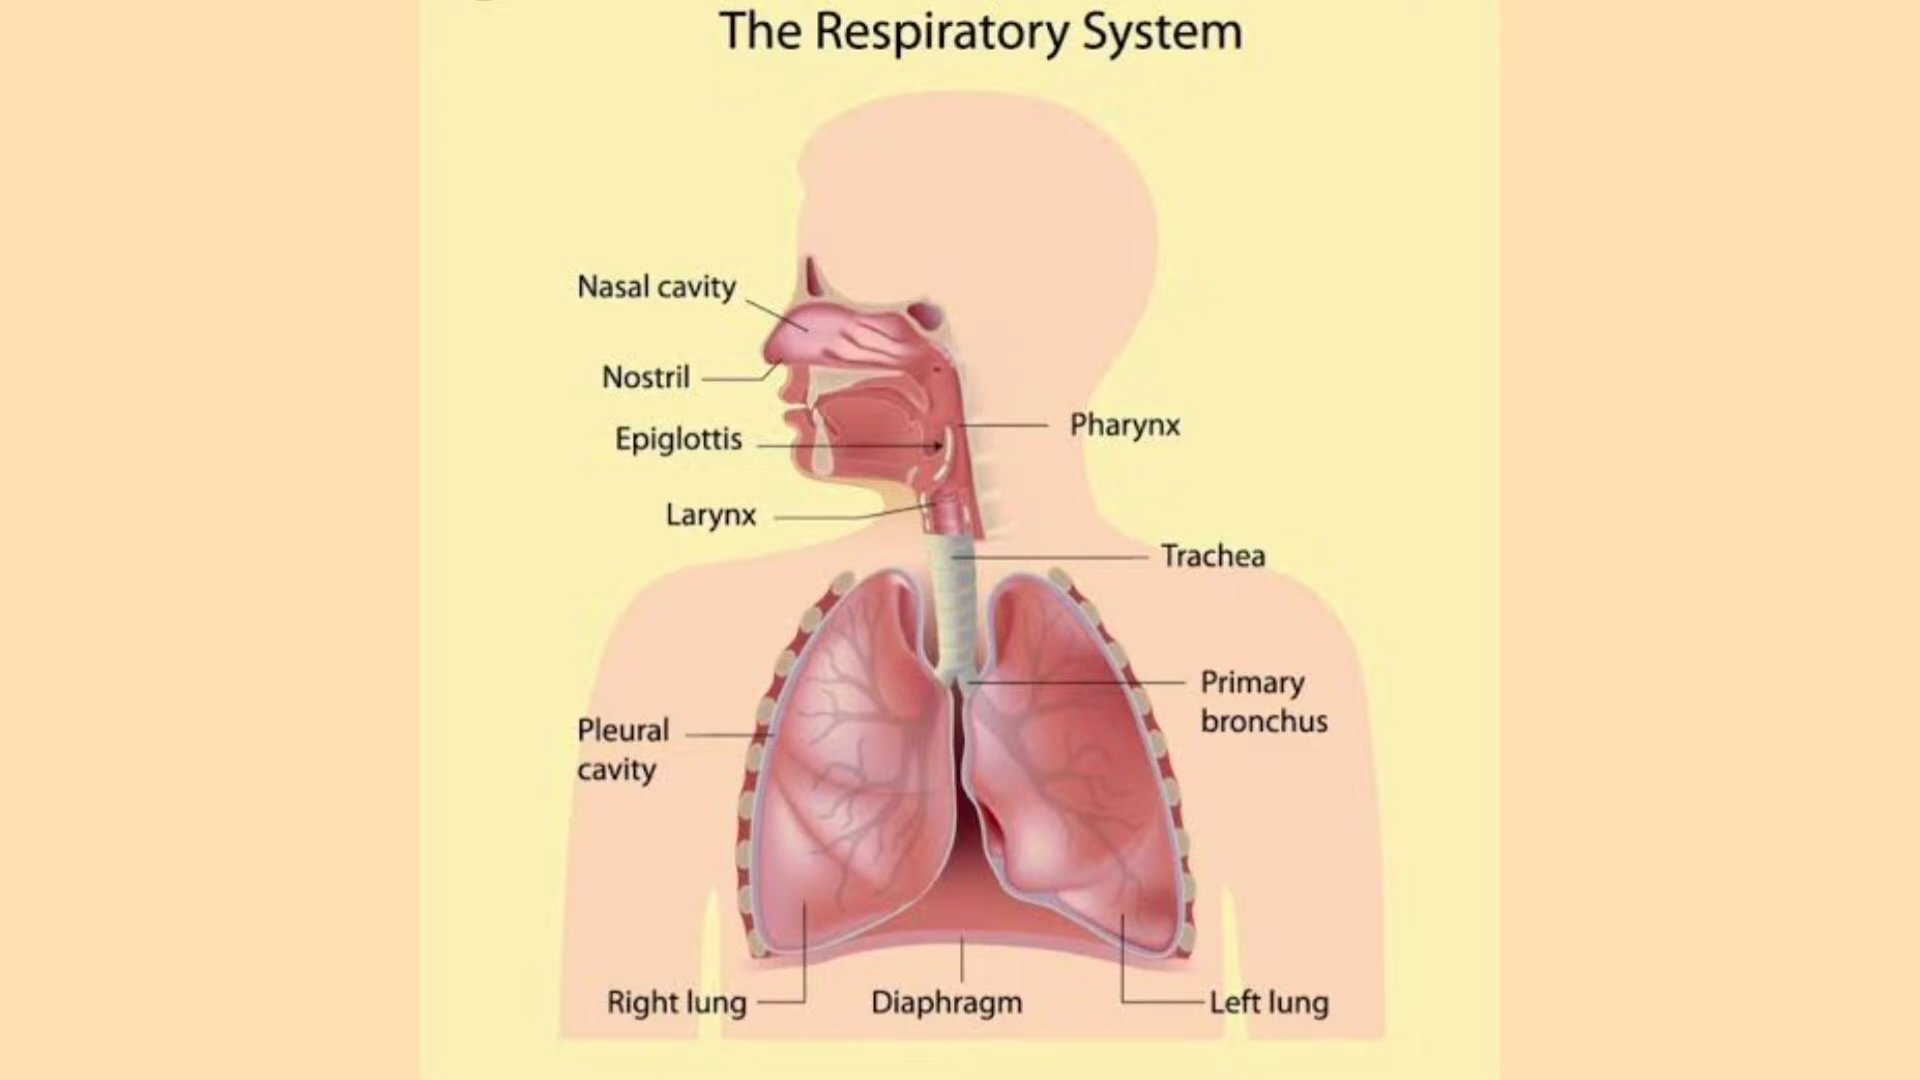 The Respiratory System
Nasal cavity
Nostril
Epiglottis
Pharynx
Larynx
Trachea
Primary
bronchus
Pleural
cavity
Right lung
Diaphragm
Left lung